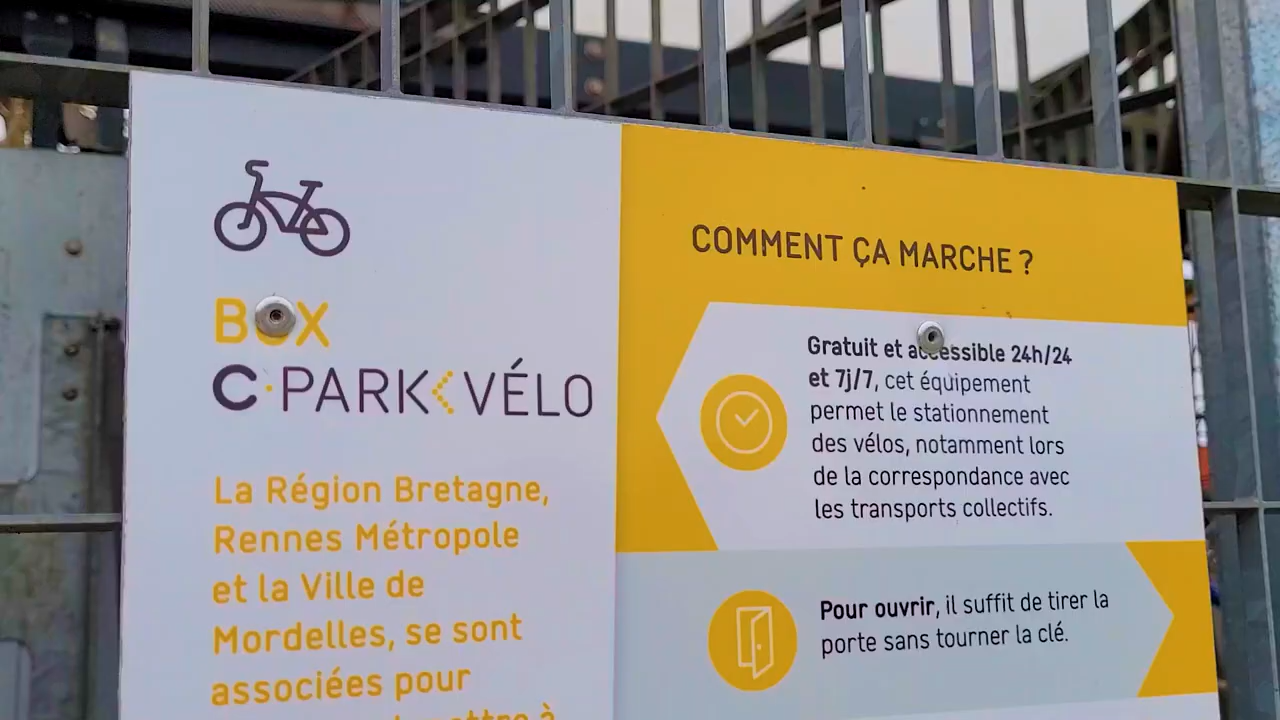 BOX
C·PARK<VÉLO
La Région Bretagne,
Rennes Métropole
et la Ville de
Mordelles, se sont
associées pour
COMMENT ÇA MARCHE ?
Gratuit et accessible 24h/24
et 7j/7, cet équipement
permet le stationnement
des vélos, notamment lors
de la correspondance avec
les transports collectifs.
Pour ouvrir, il suffit de tirer la
porte sans tourner la clé.